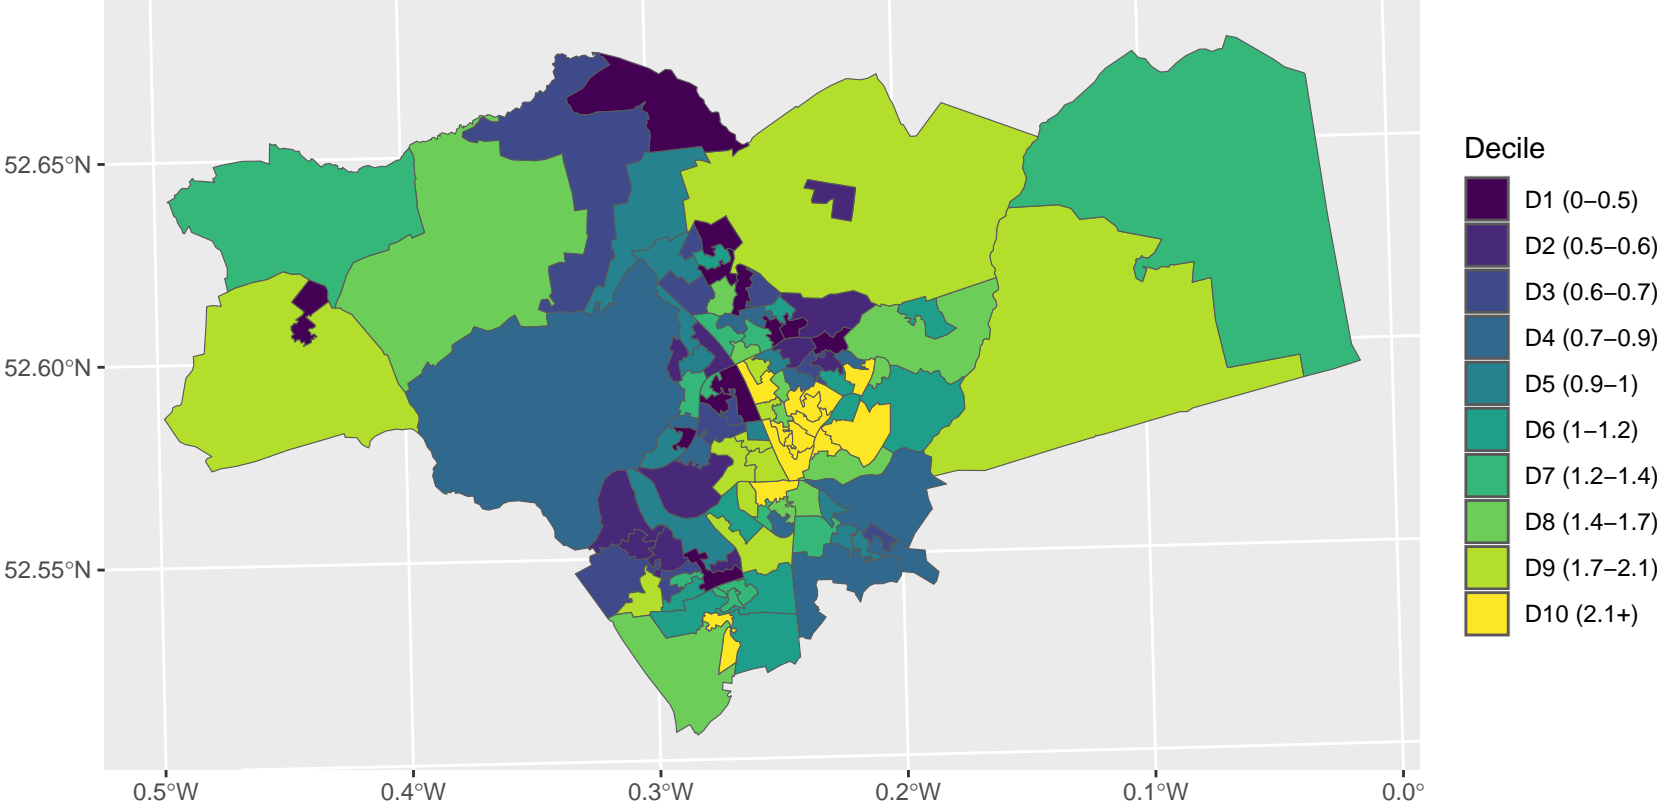 52.65°N
52.60°N
52.55°N
0.5°W
0.4°W
0.3°W
0.2°W
0.1°W
0.0°
Decile
D1 (0−0.5)
D2 (0.5−0.6)
D3 (0.6−0.7)
D4 (0.7−0.9)
D5 (0.9−1)
D6 (1−1.2)
D7 (1.2−1.4)
D8 (1.4−1.7)
D9 (1.7−2.1)
D10 (2.1+)